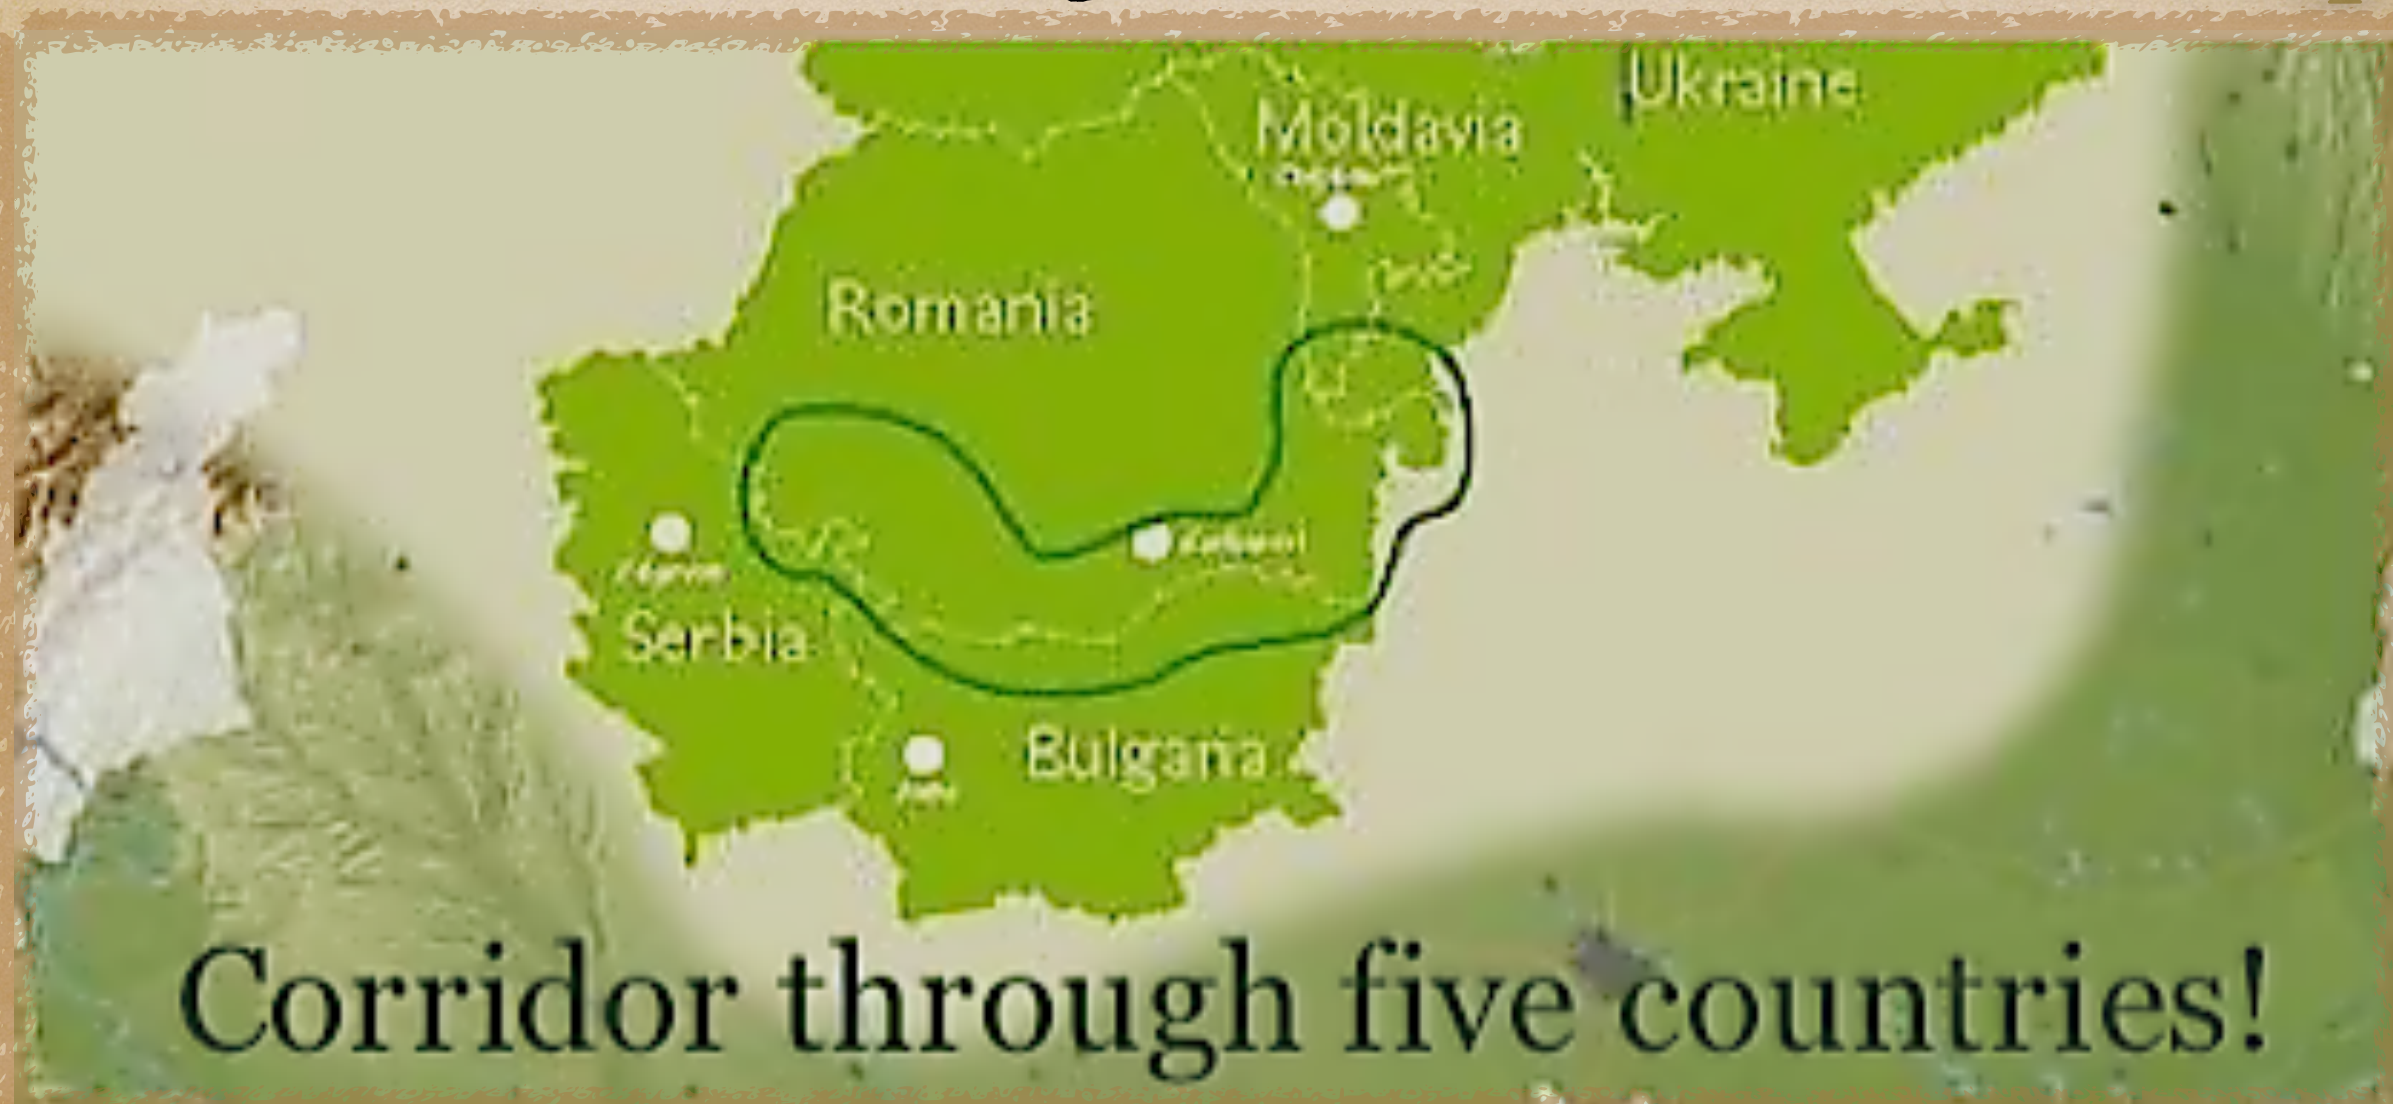 Ukraine
Moldavia
Romania
Serbia
Bulgaria
Corridor through five countries!